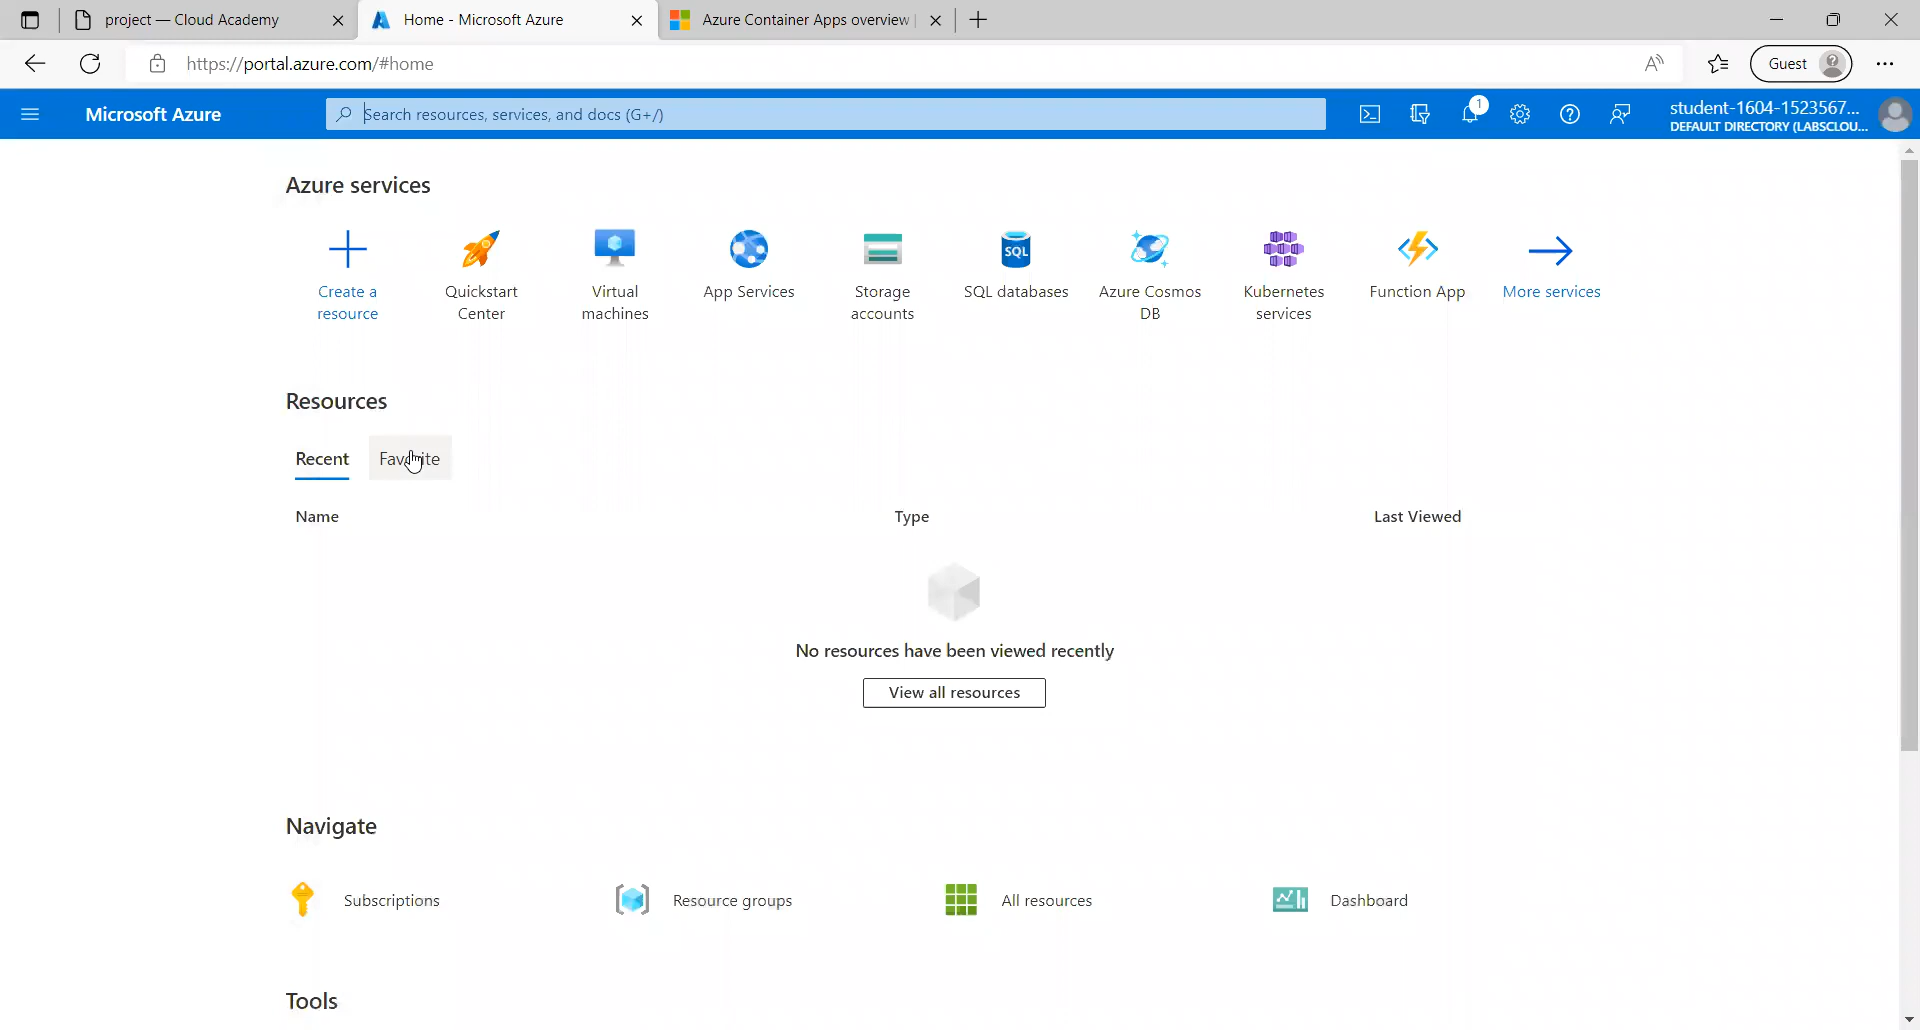 project — Cloud Academy
Home - Microsoft Azure
Azure Container Apps overview
https://portal.azure.com/#home
Guest
Microsoft Azure
Search resources, services, and docs (G+/)
1
student-1604-1523567...
DEFAULT DIRECTORY (LABSCLOU...
Azure services
Create a
resource
Quickstart
Center
Virtual
machines
App Services
Storage
accounts
SQL
SQL databases
Azure Cosmos
DB
Kubernetes
services
Function App
More services
Resources
Recent
Favorite
Name
Type
Last Viewed
No resources have been viewed recently
View all resources
Navigate
Subscriptions
Resource groups
All resources
Dashboard
Tools